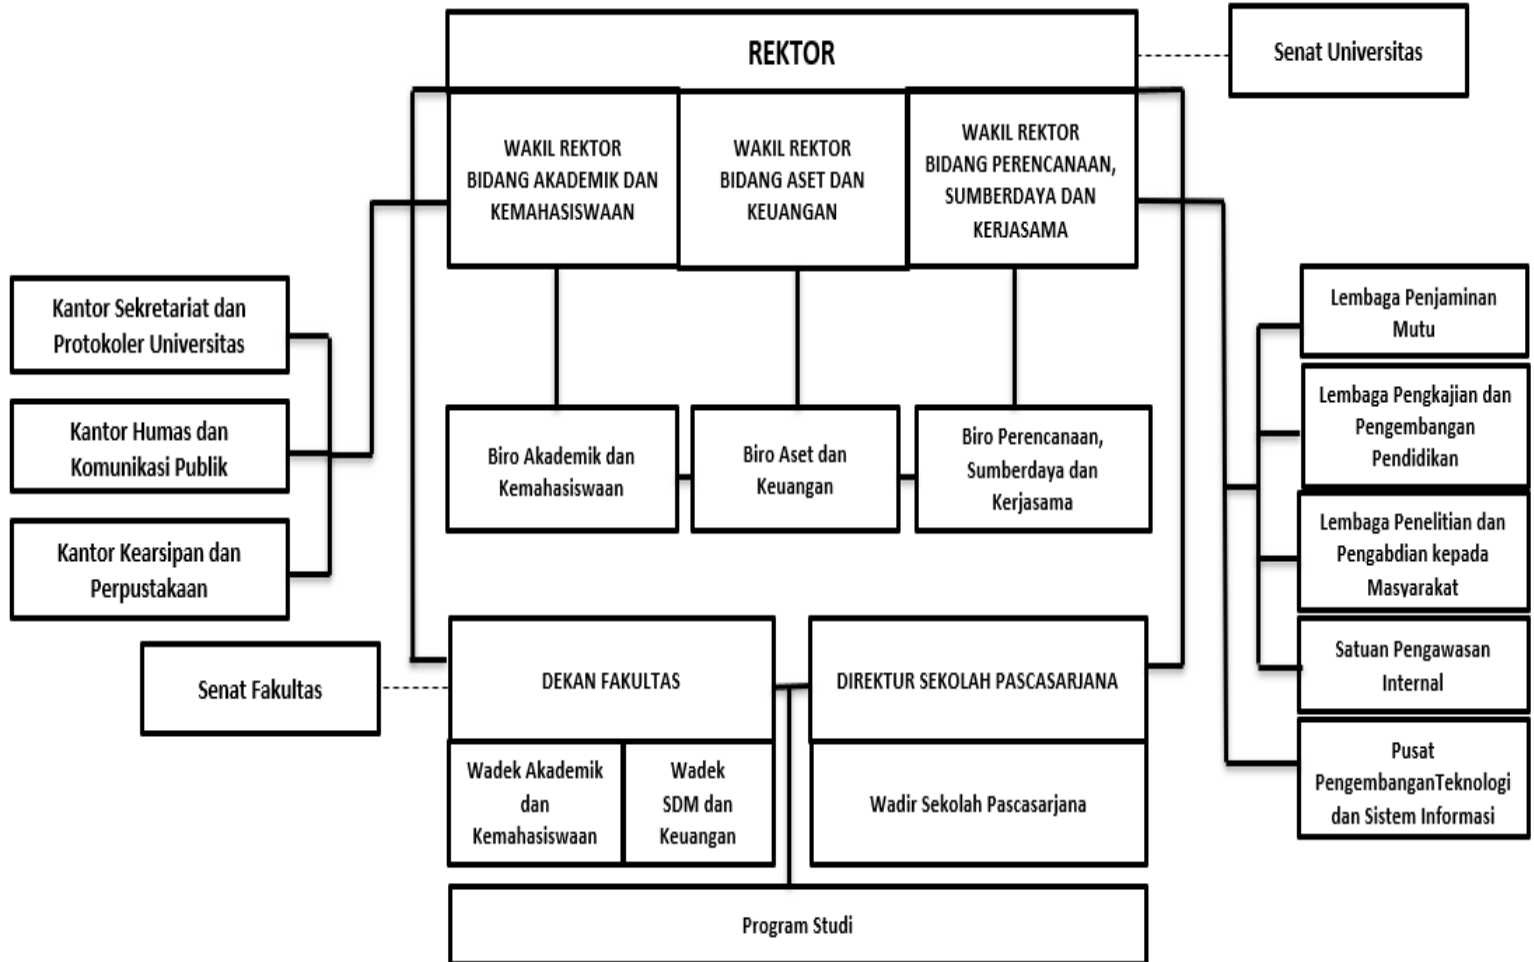 REKTOR
Senat Universitas
WAKIL REKTOR
BIDANG AKADEMIK DAN
KEMAHASISWAAN
WAKIL REKTOR
BIDANG ASET DAN
KEUANGAN
WAKIL REKTOR
BIDANG PERENCANAAN,
SUMBERDAYA DAN
KERJASAMA
Kantor Sekretariat dan
Protokoler Universitas
Kantor Humas dan
Komunikasi Publik
Kantor Kearsipan dan
Perpustakaan
Biro Akademik dan
Kemahasiswaan
Biro Aset dan
Keuangan
Biro Perencanaan,
Sumberdaya dan
Kerjasama
Lembaga Penjaminan
Mutu
Lembaga Pengkajian dan
Pengembangan
Pendidikan
Lembaga Penelitian dan
Pengabdian kepada
Masyarakat
Satuan Pengawasan
Internal
Pusat
PengembanganTeknologi
dan Sistem Informasi
Senat Fakultas
DEKAN FAKULTAS
DIREKTUR SEKOLAH PASCASARJANA
Wadek Akademik
dan
Kemahasiswaan
Wadek
SDM dan
Keuangan
Wadir Sekolah Pascasarjana
Program Studi